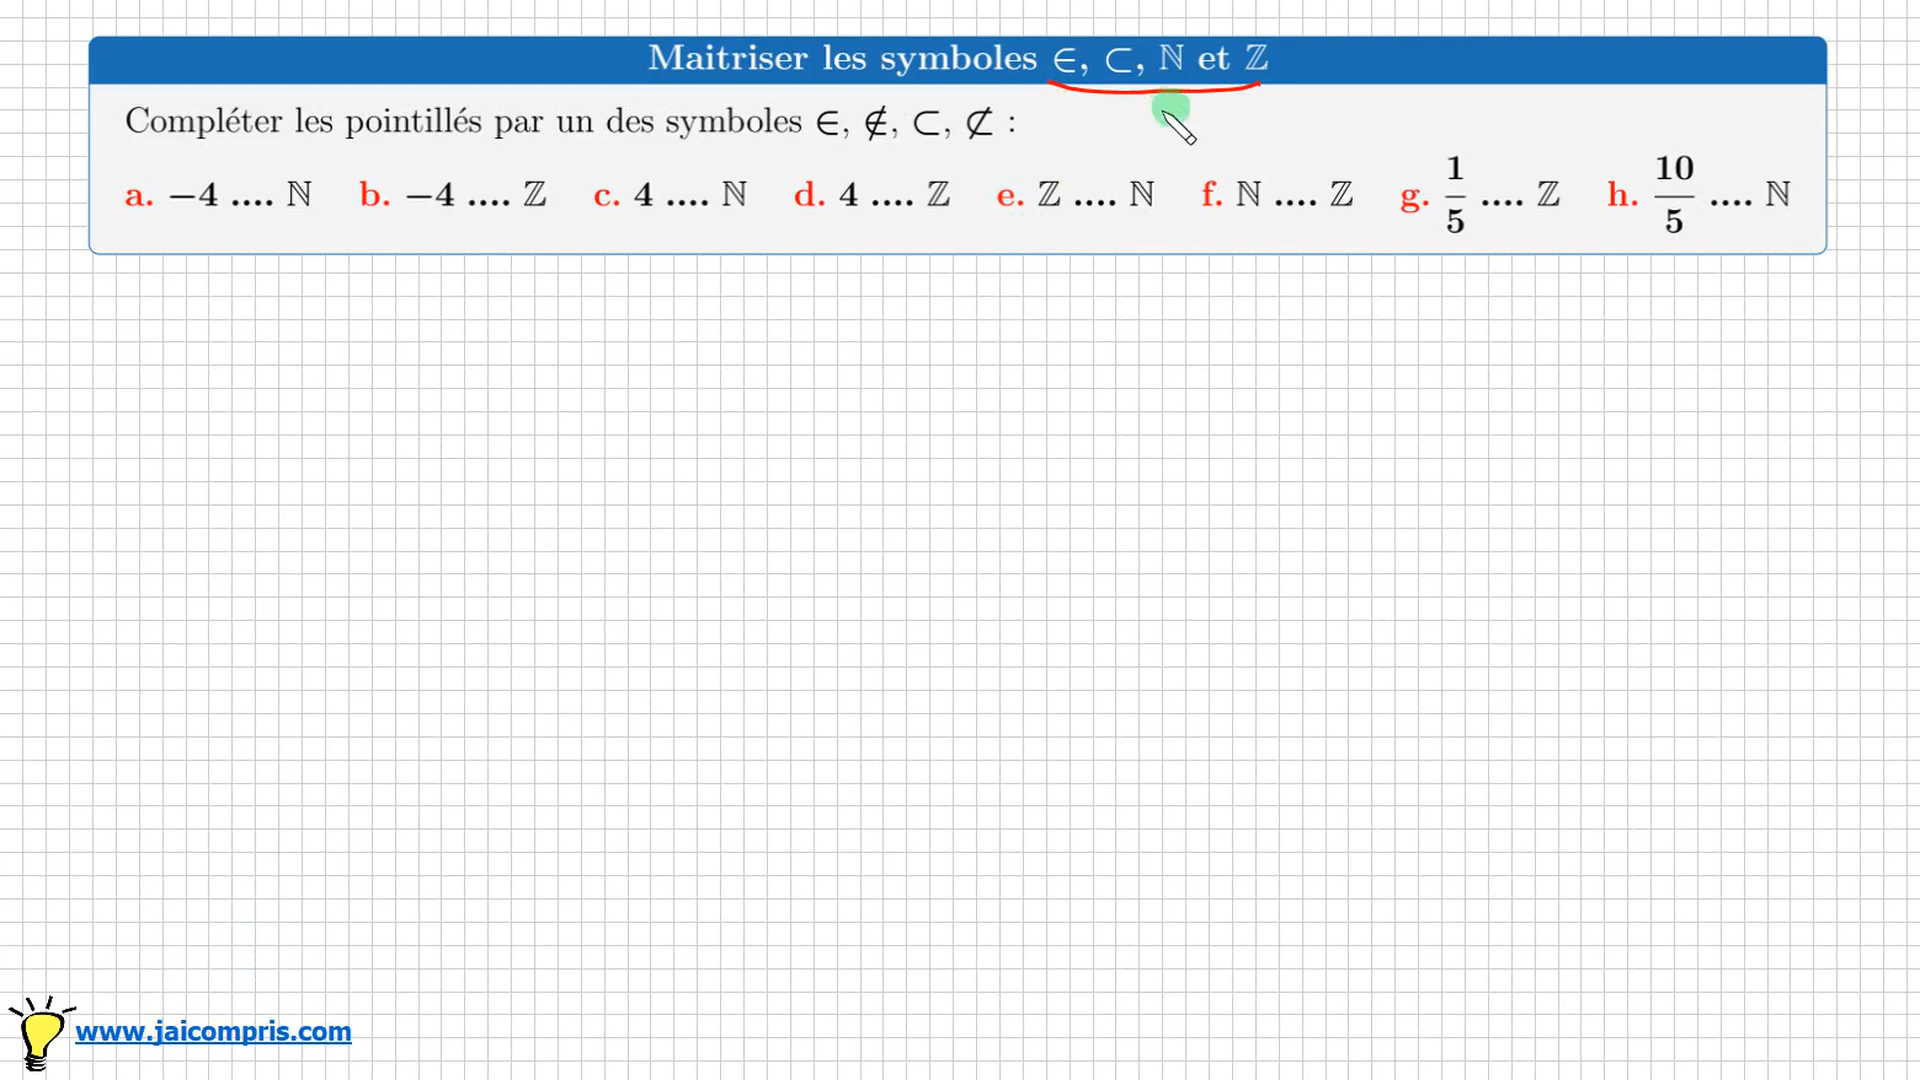 Maitriser les symboles ∈, ⊂, ℕ et ℤ
Compléter les pointillés par un des symboles ∈, ∉, ⊂, ⊄ :
a. −4 .... ℕ b. −4 .... ℤ c. 4 .... ℕ d. 4 .... ℤ e. ℤ .... ℕ f. ℕ .... ℤ g. 1/5 .... ℤ h. 10/5 .... ℕ
www.jaicompris.com